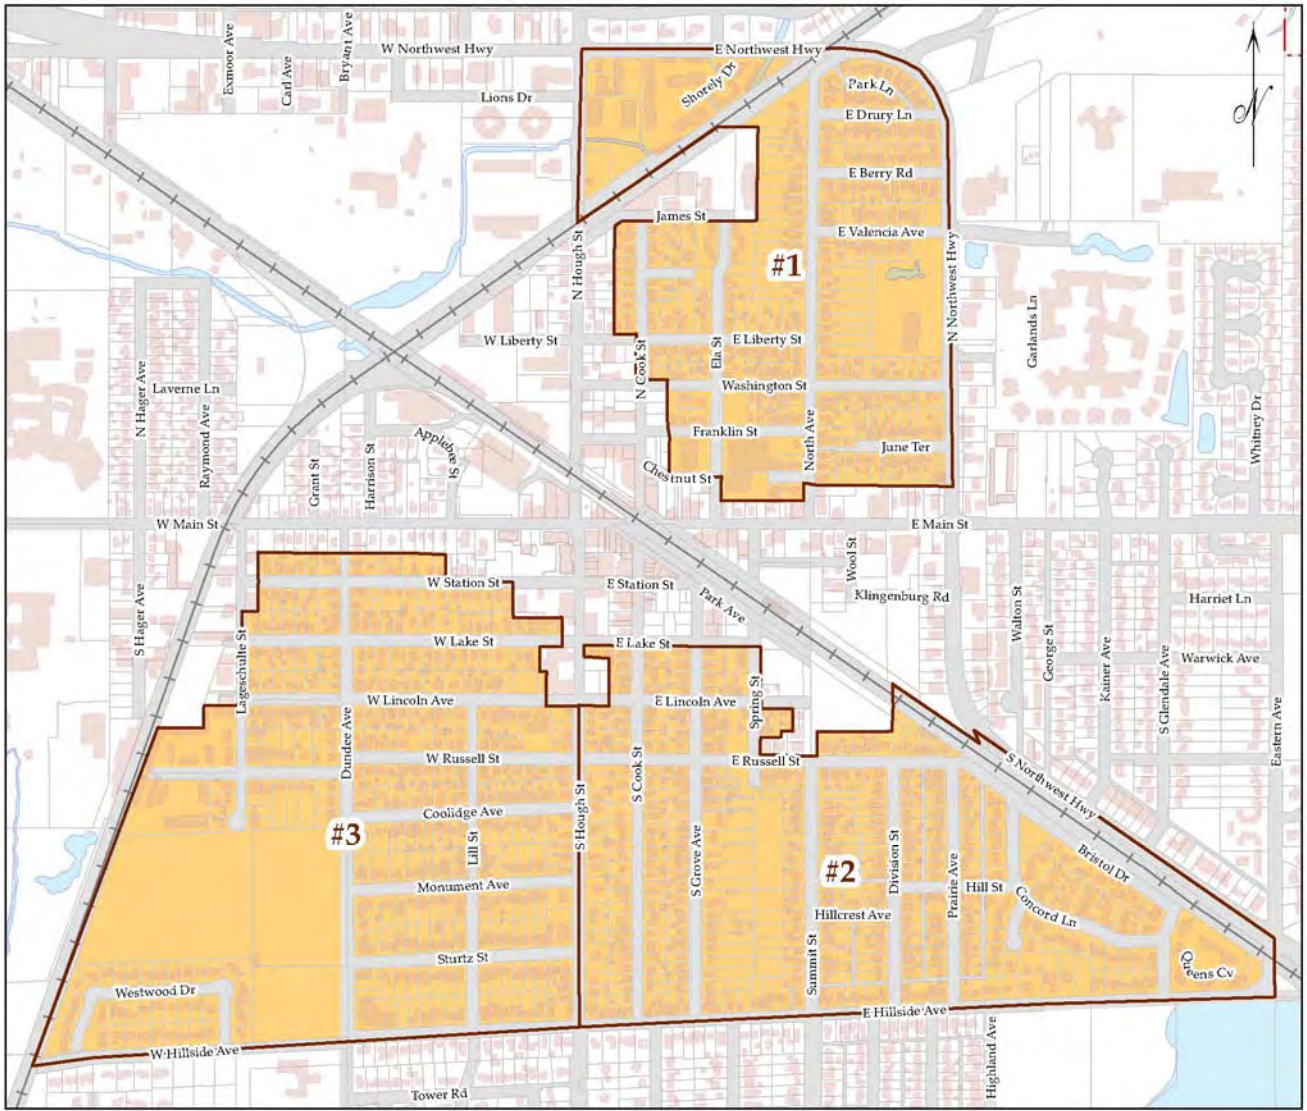 Exmoor Ave
Carl Ave
Bryant Ave
W Northwest Hwy
E Northwest Hwy
Lions Dr
Shorely Dr
Park Ln
E Drury Ln
N
E Berry Rd
James St
E Valencia Ave
N Hough St
#1
N Northwest Hwy
Garlands Ln
W Liberty St
E Liberty St
N Cook St
Ela St
N Hager Ave
Laverne Ln
Raymond Ave
Washington St
Whitney Dr
Franklin St
North Ave
June Ter
Applebee St
Grant St
Harrison St
Chestnut St
W Main St
E Main St
Wool St
W Station St
E Station St
Park Ave
Klingenburg Rd
Walton St
Harriet Ln
S Hager Ave
Lageschulte St
W Lake St
E Lake St
George St
Kainer Ave
S Glendale Ave
Warwick Ave
W Lincoln Ave
E Lincoln Ave
Spring St
Eastern Ave
Dundee Ave
W Russell St
S Cook St
E Russell St
S Northwest Hwy
Coolidge Ave
S Hough St
#3
Lill St
S Grove Ave
#2
Division St
Bristol Dr
Monument Ave
Prairie Ave
Hill St
Hillcrest Ave
Concord Ln
Sturtz St
Summit St
Queens Cv
Westwood Dr
E Hillside Ave
W Hillside Ave
Highland Ave
Tower Rd